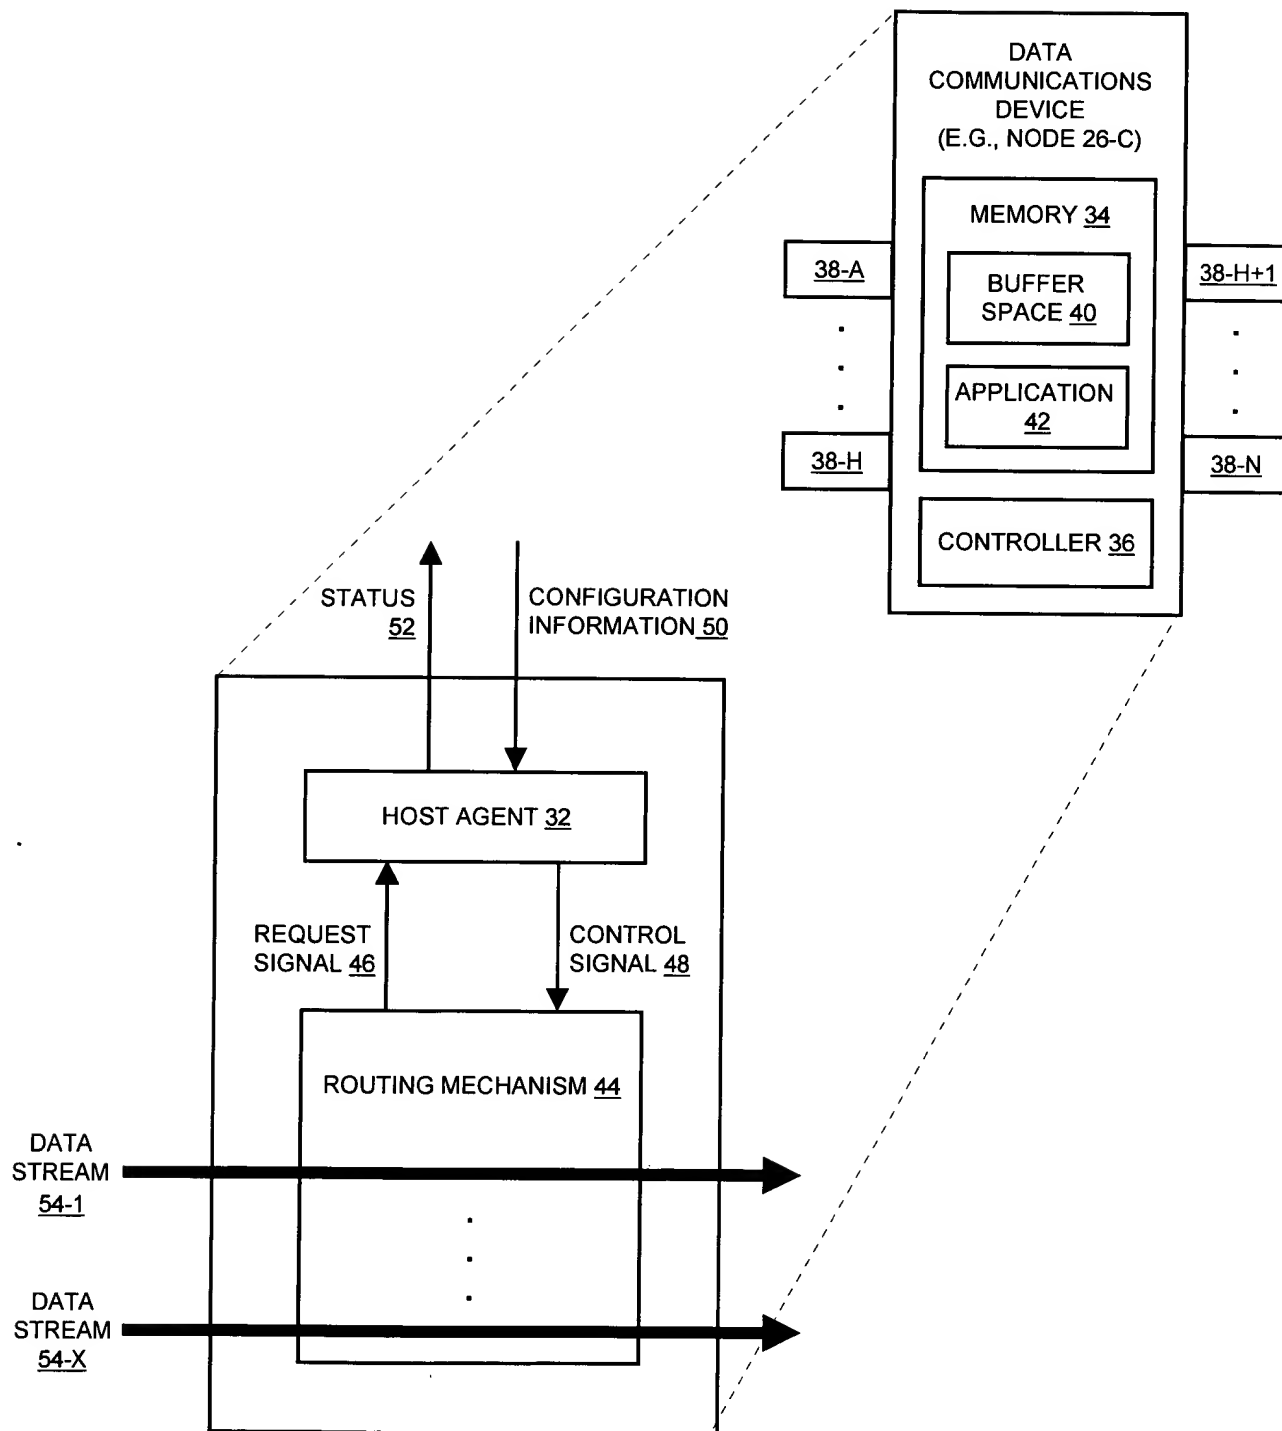 DATA
COMMUNICATIONS
DEVICE
(E.G., NODE 26-C)
MEMORY 34
38-A
38-H+1
BUFFER
SPACE 40
APPLICATION
42
38-H
38-N
CONTROLLER 36
STATUS
52
CONFIGURATION
INFORMATION 50
HOST AGENT 32
REQUEST
SIGNAL 46
CONTROL
SIGNAL 48
ROUTING MECHANISM 44
DATA
STREAM
54-1
DATA
STREAM
54-X